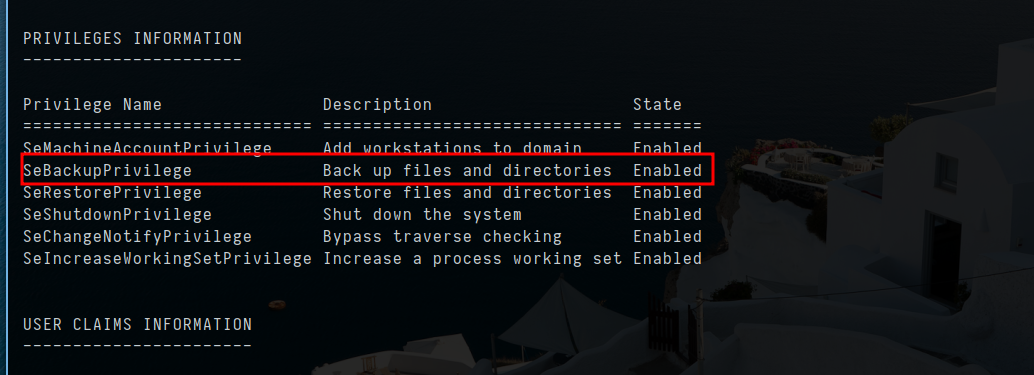 PRIVILEGES INFORMATION
----------------------
Privilege Name Description State
============================= ============================== =======
SeMachineAccountPrivilege Add workstations to domain Enabled
SeBackupPrivilege Back up files and directories Enabled
SeRestorePrivilege Restore files and directories Enabled
SeShutdownPrivilege Shut down the system Enabled
SeChangeNotifyPrivilege Bypass traverse checking Enabled
SeIncreaseWorkingSetPrivilege Increase a process working set Enabled
USER CLAIMS INFORMATION
-----------------------